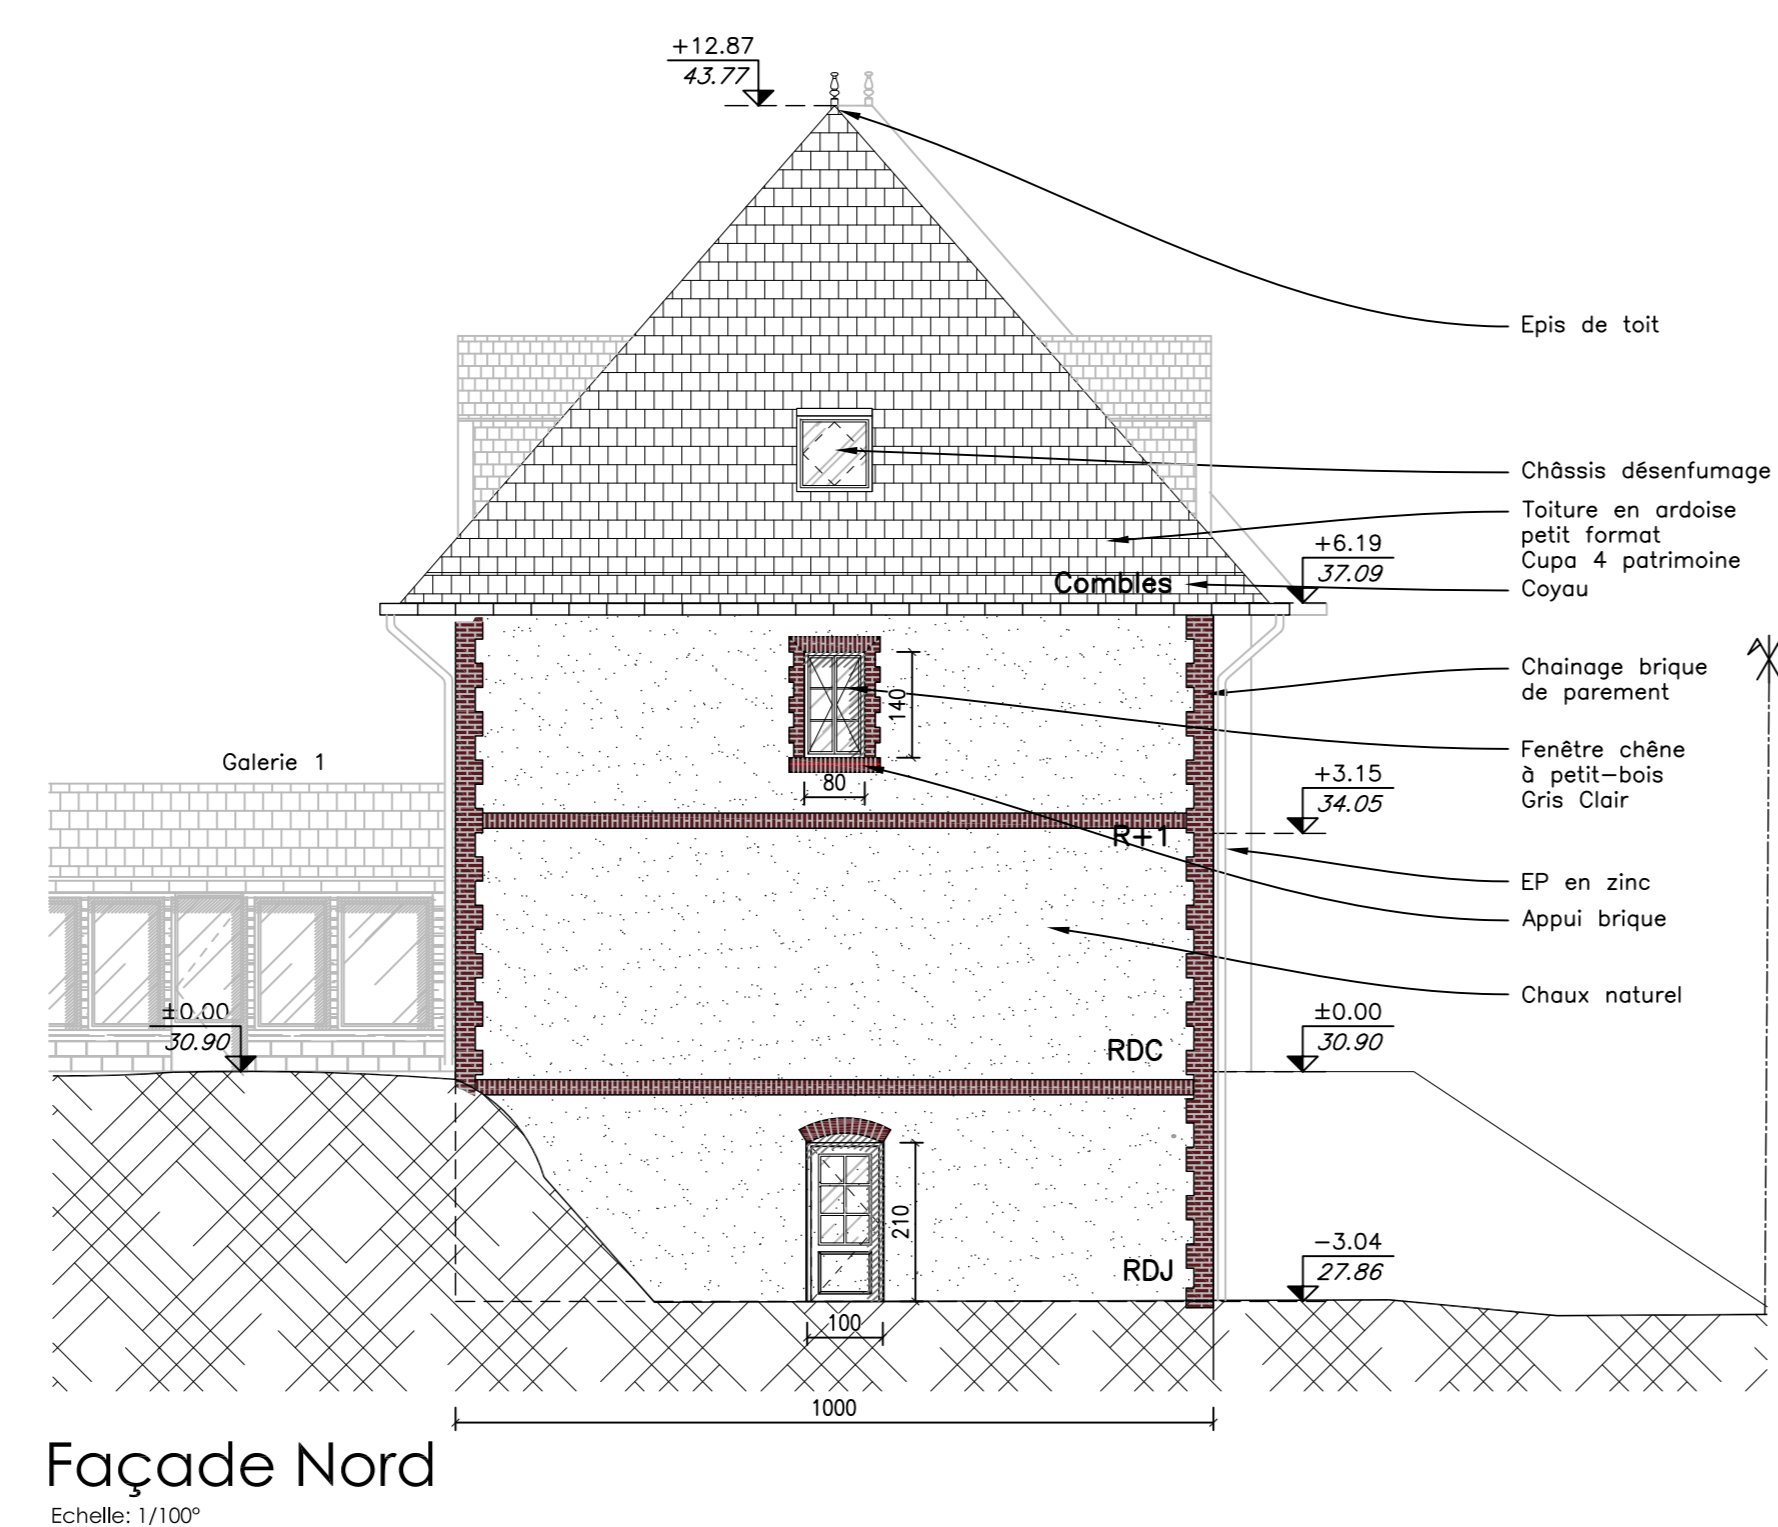 +12.87
43.77
Epis de toit
Châssis désenfumage
Toiture en ardoise
petit format
Cupa 4 patrimoine
+6.19
37.09
Combles
Coyau
Chainage brique
de parement
140
Fenêtre chêne
à petit-bois
Gris Clair
Galerie 1
80
+3.15
34.05
R+1
EP en zinc
Appui brique
Chaux naturel
±0.00
30.90
±0.00
30.90
RDC
210
RDJ
-3.04
27.86
100
1000
Façade Nord
Echelle: 1/100°